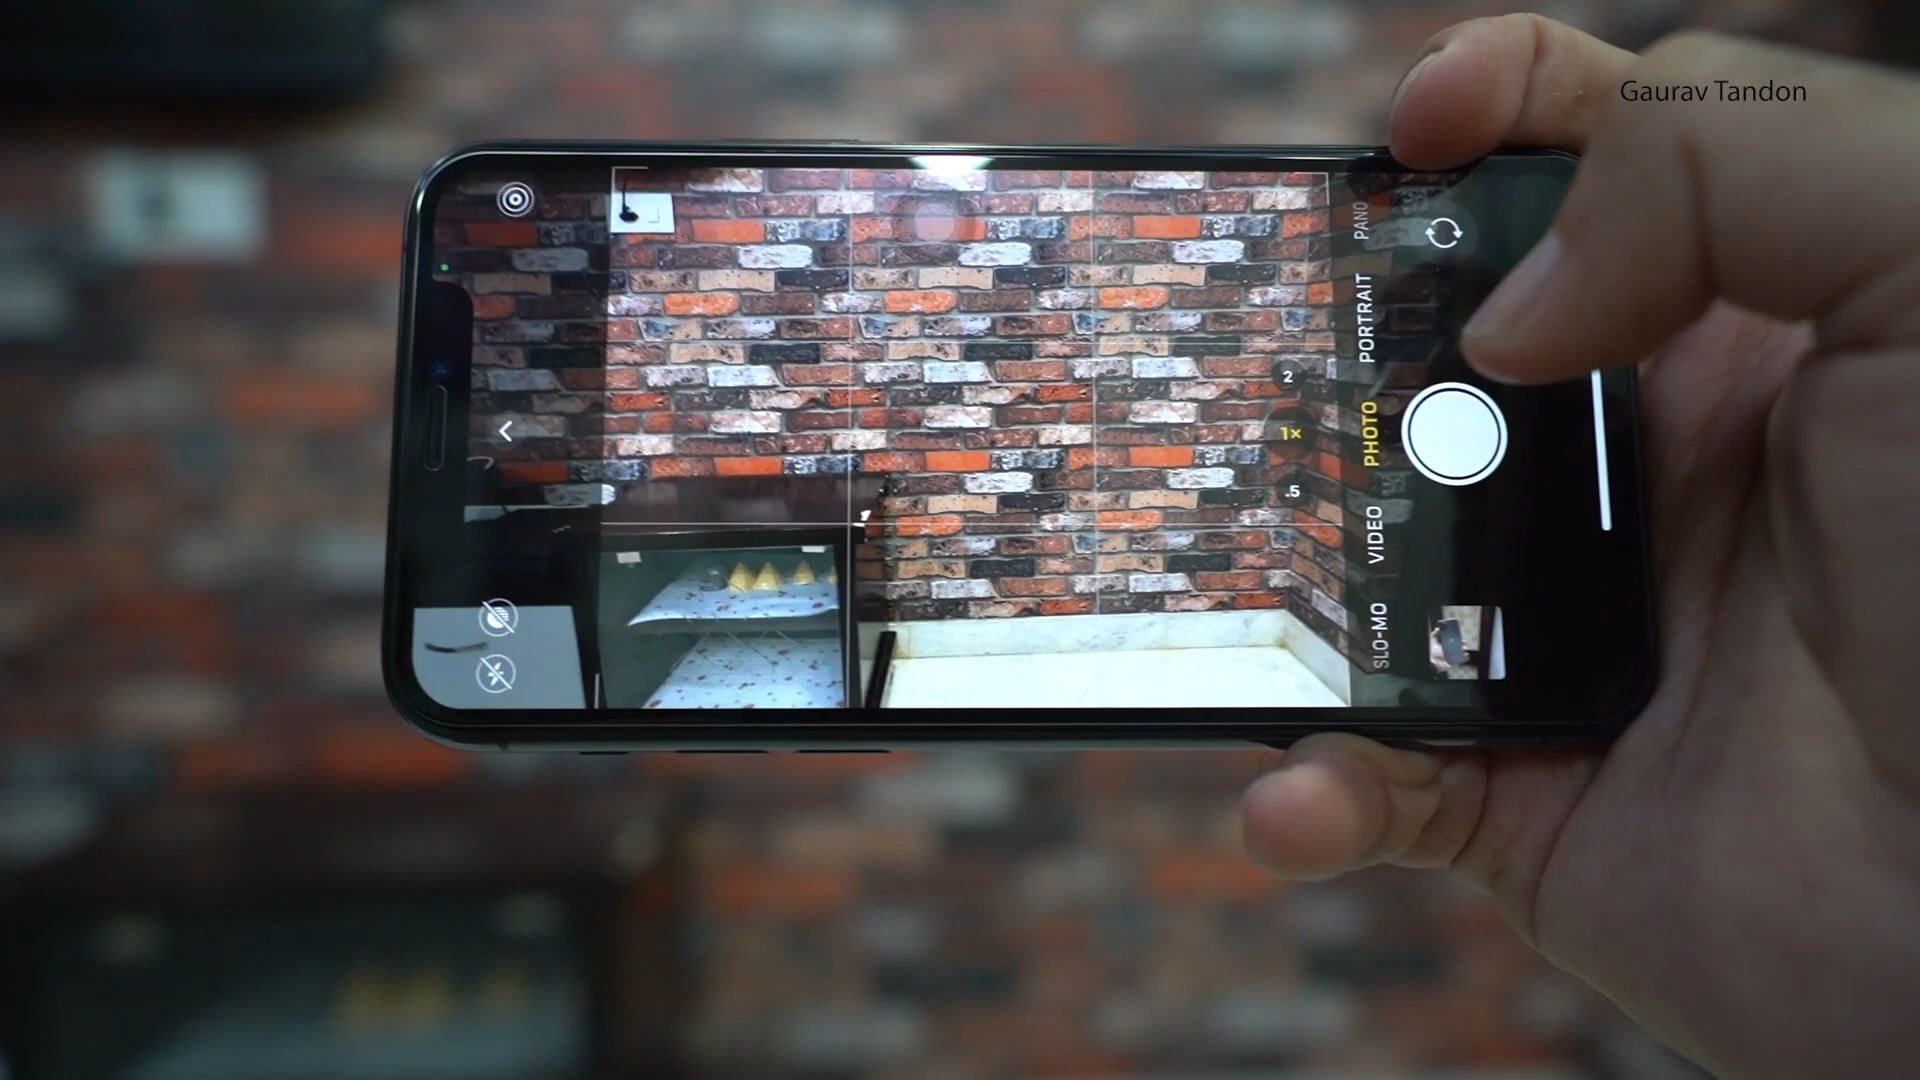 Gaurav Tandon
PANO
PORTRAIT
PHOTO
VIDEO
SLO-MO
2
1×
.5